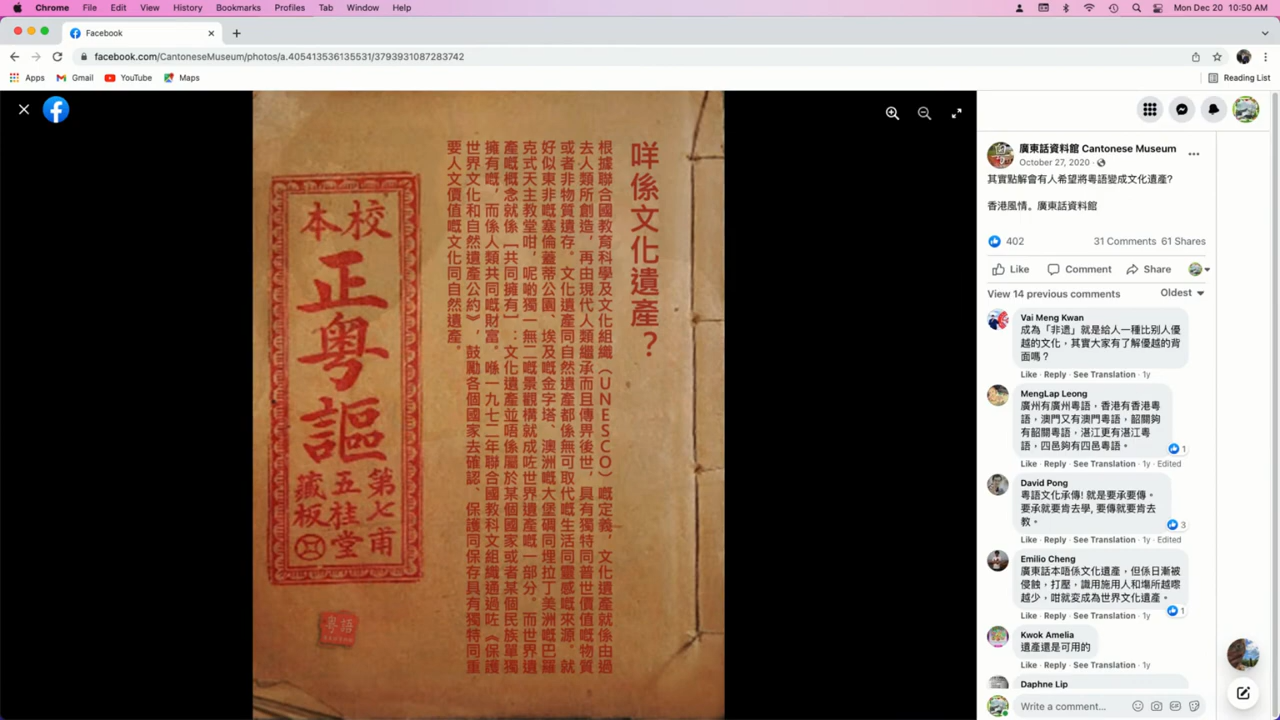 Chrome File Edit View History Bookmarks Profiles Tab Window Help Mon Dec 20 10:50 AM
Facebook
facebook.com/CantoneseMuseum/photos/a.405413536135531/3793931087283742
Apps Gmail YouTube Maps Reading List
咩係文化遺產？
根據聯合國教育科學及文化組織（UNESCO）嘅定義，文化遺產就係由過
去人類所創造，再由現代人類繼承而且傳界後世，具有獨特同普世價值嘅物質
或者非物質遺存。文化遺產同自然遺產都係無可取代嘅生活同靈感嘅來源。就
好似東非嘅塞倫蓋蒂公園、埃及嘅金字塔、澳洲嘅大堡礁同埋拉丁美洲嘅巴羅
克式天主教堂咁，呢啲獨一無二嘅景觀構就成咗世界遺產嘅一部分。而世界遺
產嘅概念就係［共同擁有］：文化遺產並唔係屬於某個國家或者某個民族單獨
擁有嘅，而係人類共同嘅財富。喺一九七二年聯合國教科文組織通過咗《保護
世界文化和自然遺產公約》，鼓勵各個國家去確認、保護同保存具有獨特同重
要人文價值嘅文化同自然遺產。
校本
正粵謳
第七甫
五桂堂
藏板
粵語
廣東話資料館 Cantonese Museum
October 27, 2020
其實點解會有人希望將粵語變成文化遺產?
香港風情。廣東話資料館
402 31 Comments 61 Shares
Like Comment Share
View 14 previous comments Oldest
Vai Meng Kwan
成為「非遺」就是給人一種比別人優
越的文化，其實大家有了解優越的背
面嗎？
Like · Reply · See Translation · 1y
MengLap Leong
廣州有廣州粵語，香港有香港粵
語，澳門又有澳門粵語，韶關夠
有韶關粵語，湛江更有湛江粵
語，四邑夠有四邑粵語。
1
Like · Reply · See Translation · 1y · Edited
David Pong
粵語文化承傳! 就是要承要傳。
要承就要肯去學, 要傳就要肯去
教。
3
Like · Reply · See Translation · 1y · Edited
Emilio Cheng
廣東話本唔係文化遺產，但係日漸被
侵蝕，打壓，識用施用人和場所越嚟
越少，咁就变成為世界文化遺產。
1
Like · Reply · See Translation · 1y
Kwok Amelia
遺產還是可用的
Like · Reply · See Translation · 1y
Daphne Lip
Write a comment…